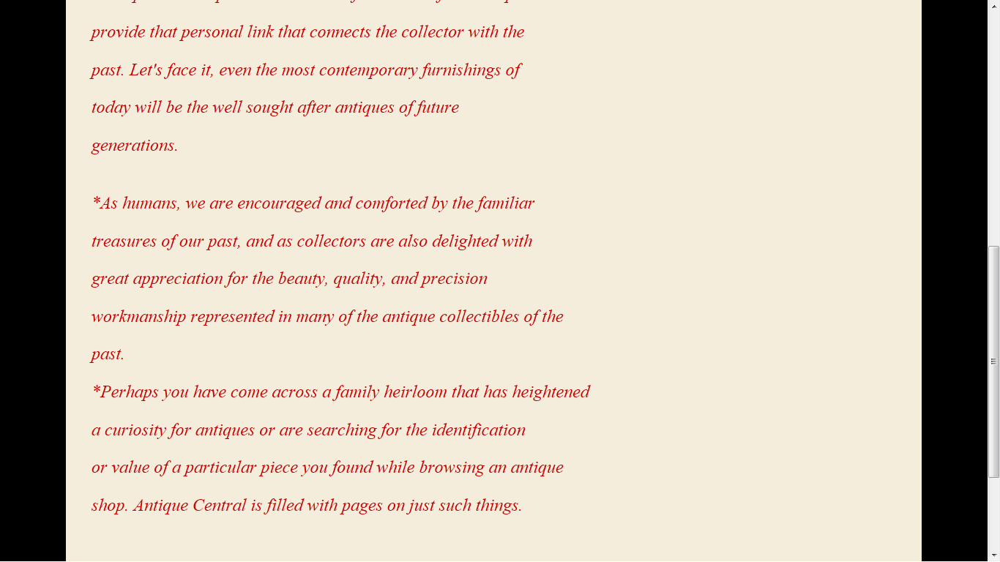 provide that personal link that connects the collector with the
past. Let's face it, even the most contemporary furnishings of
today will be the well sought after antiques of future
generations.
*As humans, we are encouraged and comforted by the familiar
treasures of our past, and as collectors are also delighted with
great appreciation for the beauty, quality, and precision
workmanship represented in many of the antique collectibles of the
past.
*Perhaps you have come across a family heirloom that has heightened
a curiosity for antiques or are searching for the identification
or value of a particular piece you found while browsing an antique
shop. Antique Central is filled with pages on just such things.